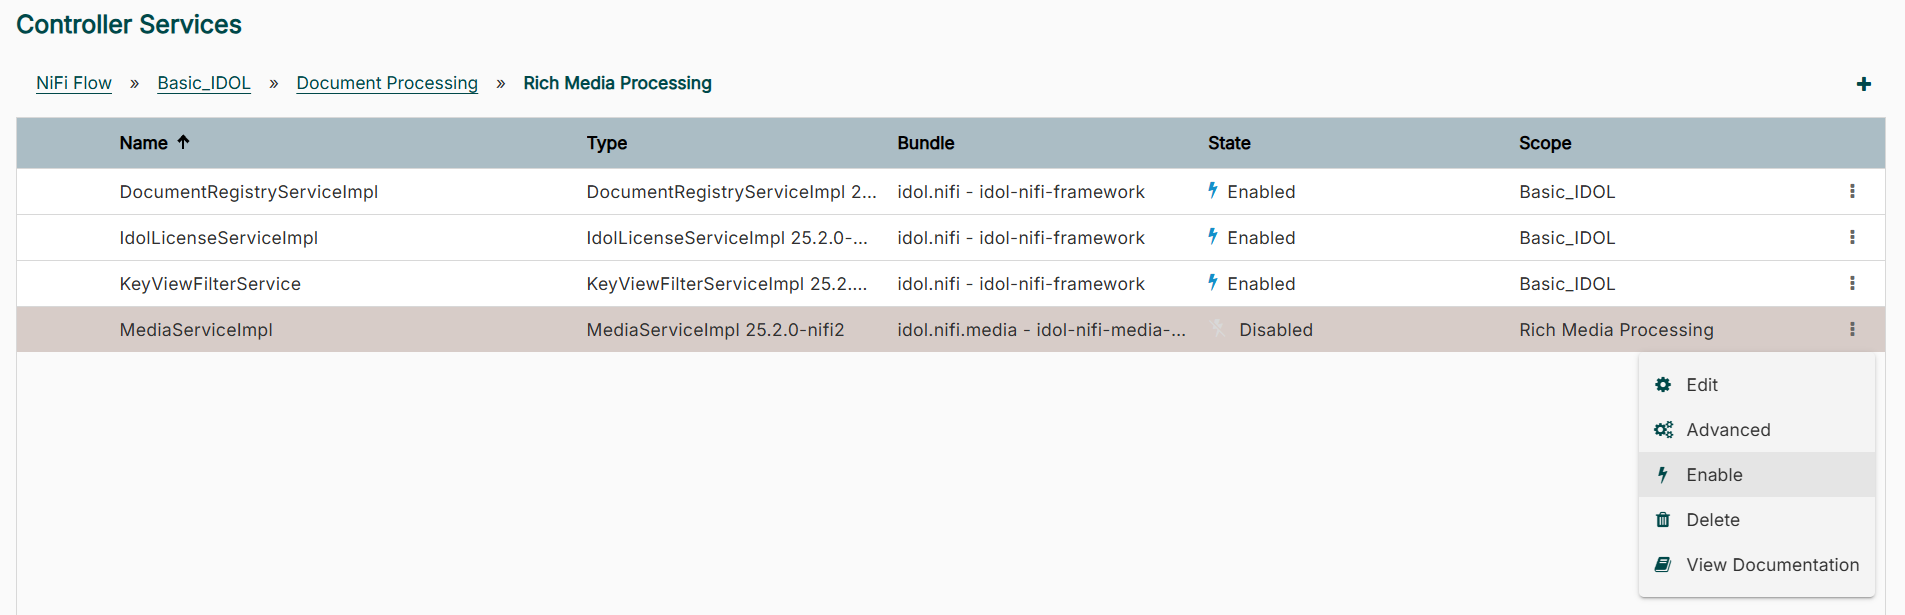 Controller Services
NiFi Flow » Basic_IDOL » Document Processing » Rich Media Processing
Name Type Bundle State Scope
DocumentRegistryServiceImpl DocumentRegistryServiceImpl 2... idol.nifi - idol-nifi-framework Enabled Basic_IDOL
IdolLicenseServiceImpl IdolLicenseServiceImpl 25.2.0-... idol.nifi - idol-nifi-framework Enabled Basic_IDOL
KeyViewFilterService KeyViewFilterServiceImpl 25.2.... idol.nifi - idol-nifi-framework Enabled Basic_IDOL
MediaServiceImpl MediaServiceImpl 25.2.0-nifi2 idol.nifi.media - idol-nifi-media-... Disabled Rich Media Processing
Edit
Advanced
Enable
Delete
View Documentation